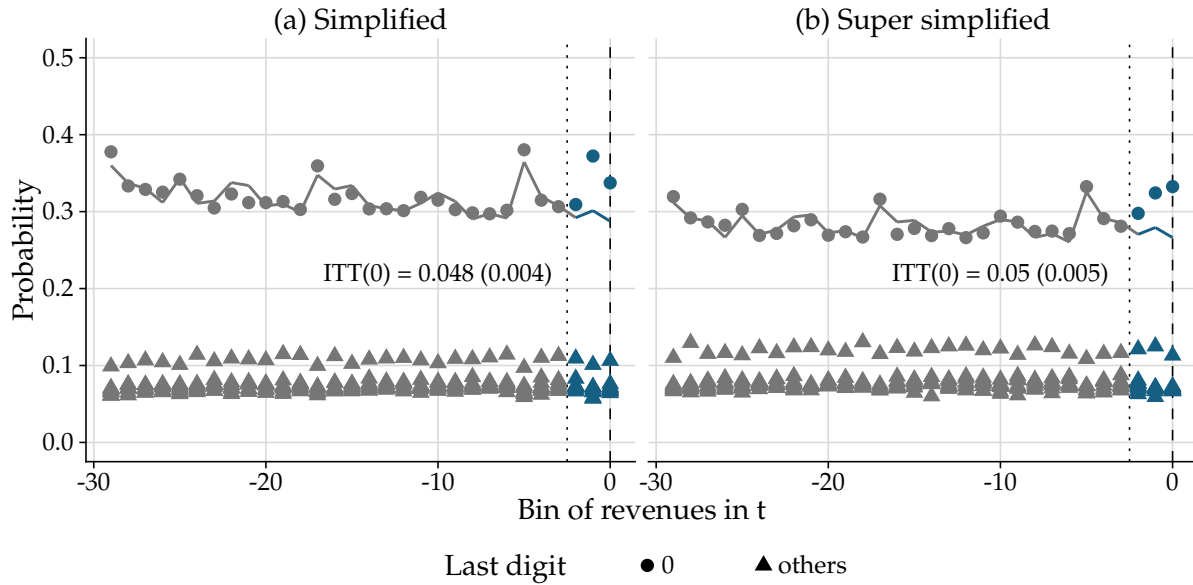 (a) Simplified
(b) Super simplified
Probability
0.5
0.4
0.3
0.2
0.1
0.0
ITT(0) = 0.048 (0.004)
ITT(0) = 0.05 (0.005)
-30 -20 -10 0
-30 -20 -10 0
Bin of revenues in t
Last digit 0 others